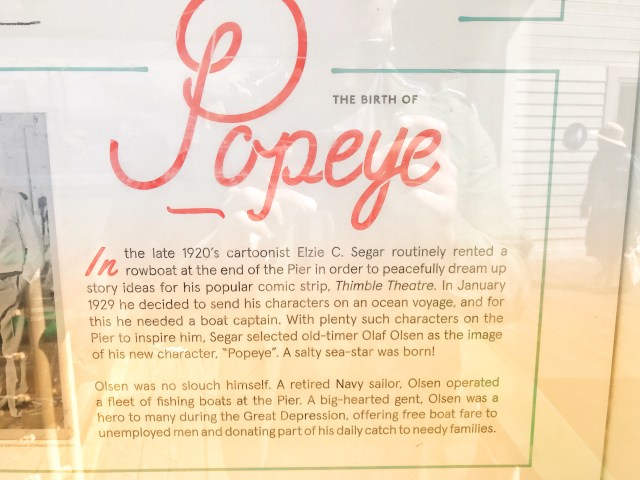 THE BIRTH OF
Popeye
In the late 1920's cartoonist Elzie C. Segar routinely rented a
rowboat at the end of the Pier in order to peacefully dream up
story ideas for his popular comic strip, Thimble Theatre. In January
1929 he decided to send his characters on an ocean voyage, and for
this he needed a boat captain. With plenty such characters on the
Pier to inspire him, Segar selected old-timer Olaf Olsen as the image
of his new character, "Popeye". A salty sea-star was born!
Olsen was no slouch himself. A retired Navy sailor, Olsen operated
a fleet of fishing boats at the Pier. A big-hearted gent, Olsen was a
hero to many during the Great Depression, offering free boat fare to
unemployed men and donating part of his daily catch to needy families.